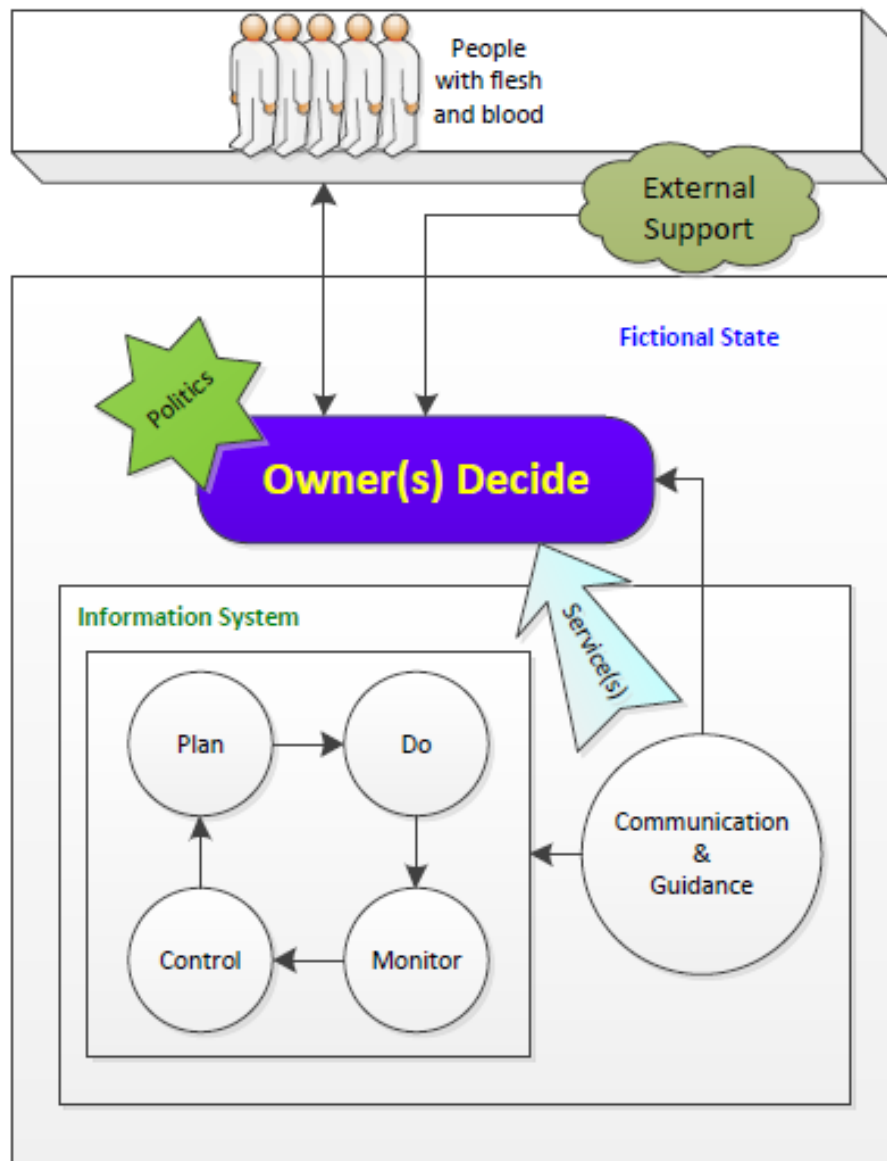 People
with flesh
and blood
External
Support
Fictional State
Politics
Owner(s) Decide
Information System
Service(s)
Plan
Do
Communication
&
Guidance
Control
Monitor